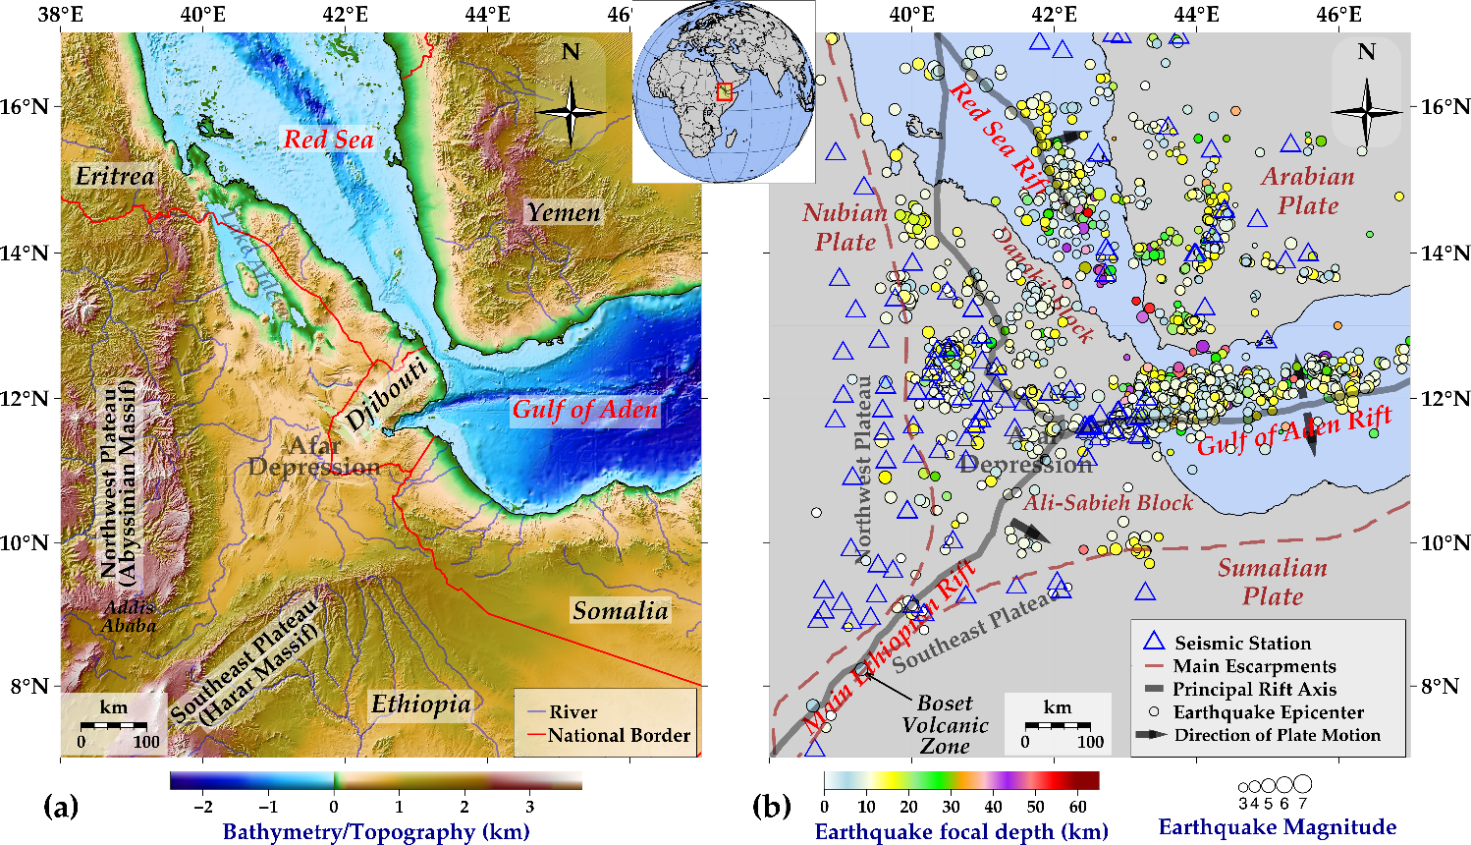 38°E 40°E 42°E 44°E 46° 40°E 42°E 44°E 46°E
16°N
14°N
12°N
10°N
8°N
N
Red Sea
Eritrea
Yemen
Djibouti
Gulf of Aden
Afar
Depression
Northwest Plateau
(Abyssinian Massif)
Addis
Ababa
Southeast Plateau
(Harar Massif)
Somalia
Ethiopia
km
0 100
River
National Border
(a)
−2 −1 0 1 2 3
Bathymetry/Topography (km)
N
16°N
14°N
12°N
10°N
8°N
Red Sea Rift
Arabian
Plate
Nubian
Plate
Danakil Block
Northwest Plateau
Afar
Depression
Gulf of Aden Rift
Ali-Sabieh Block
Sumalian
Plate
Main Ethiopian Rift
Southeast Plateau
Boset
Volcanic
Zone
km
0 100
Seismic Station
Main Escarpments
Principal Rift Axis
Earthquake Epicenter
Direction of Plate Motion
(b)
0 10 20 30 40 50 60
Earthquake focal depth (km)
3 4 5 6 7
Earthquake Magnitude